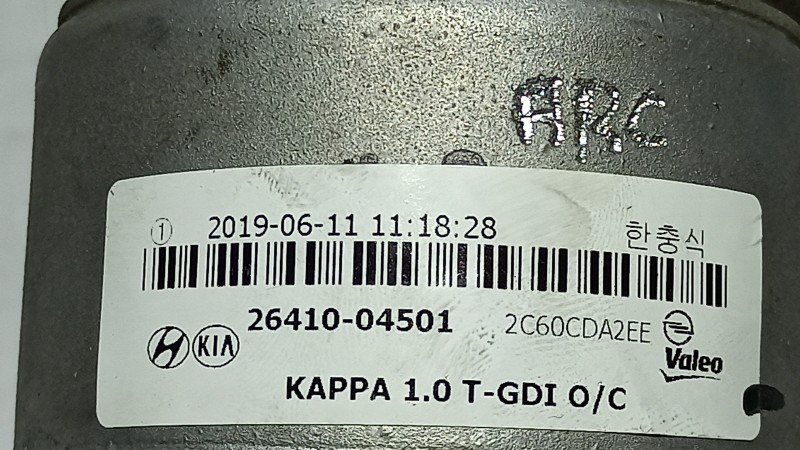 ARC
① 2019-06-11 11:18:28 한충식
26410-04501 2C60CDA2EE
KIA Valeo
KAPPA 1.0 T-GDI O/C